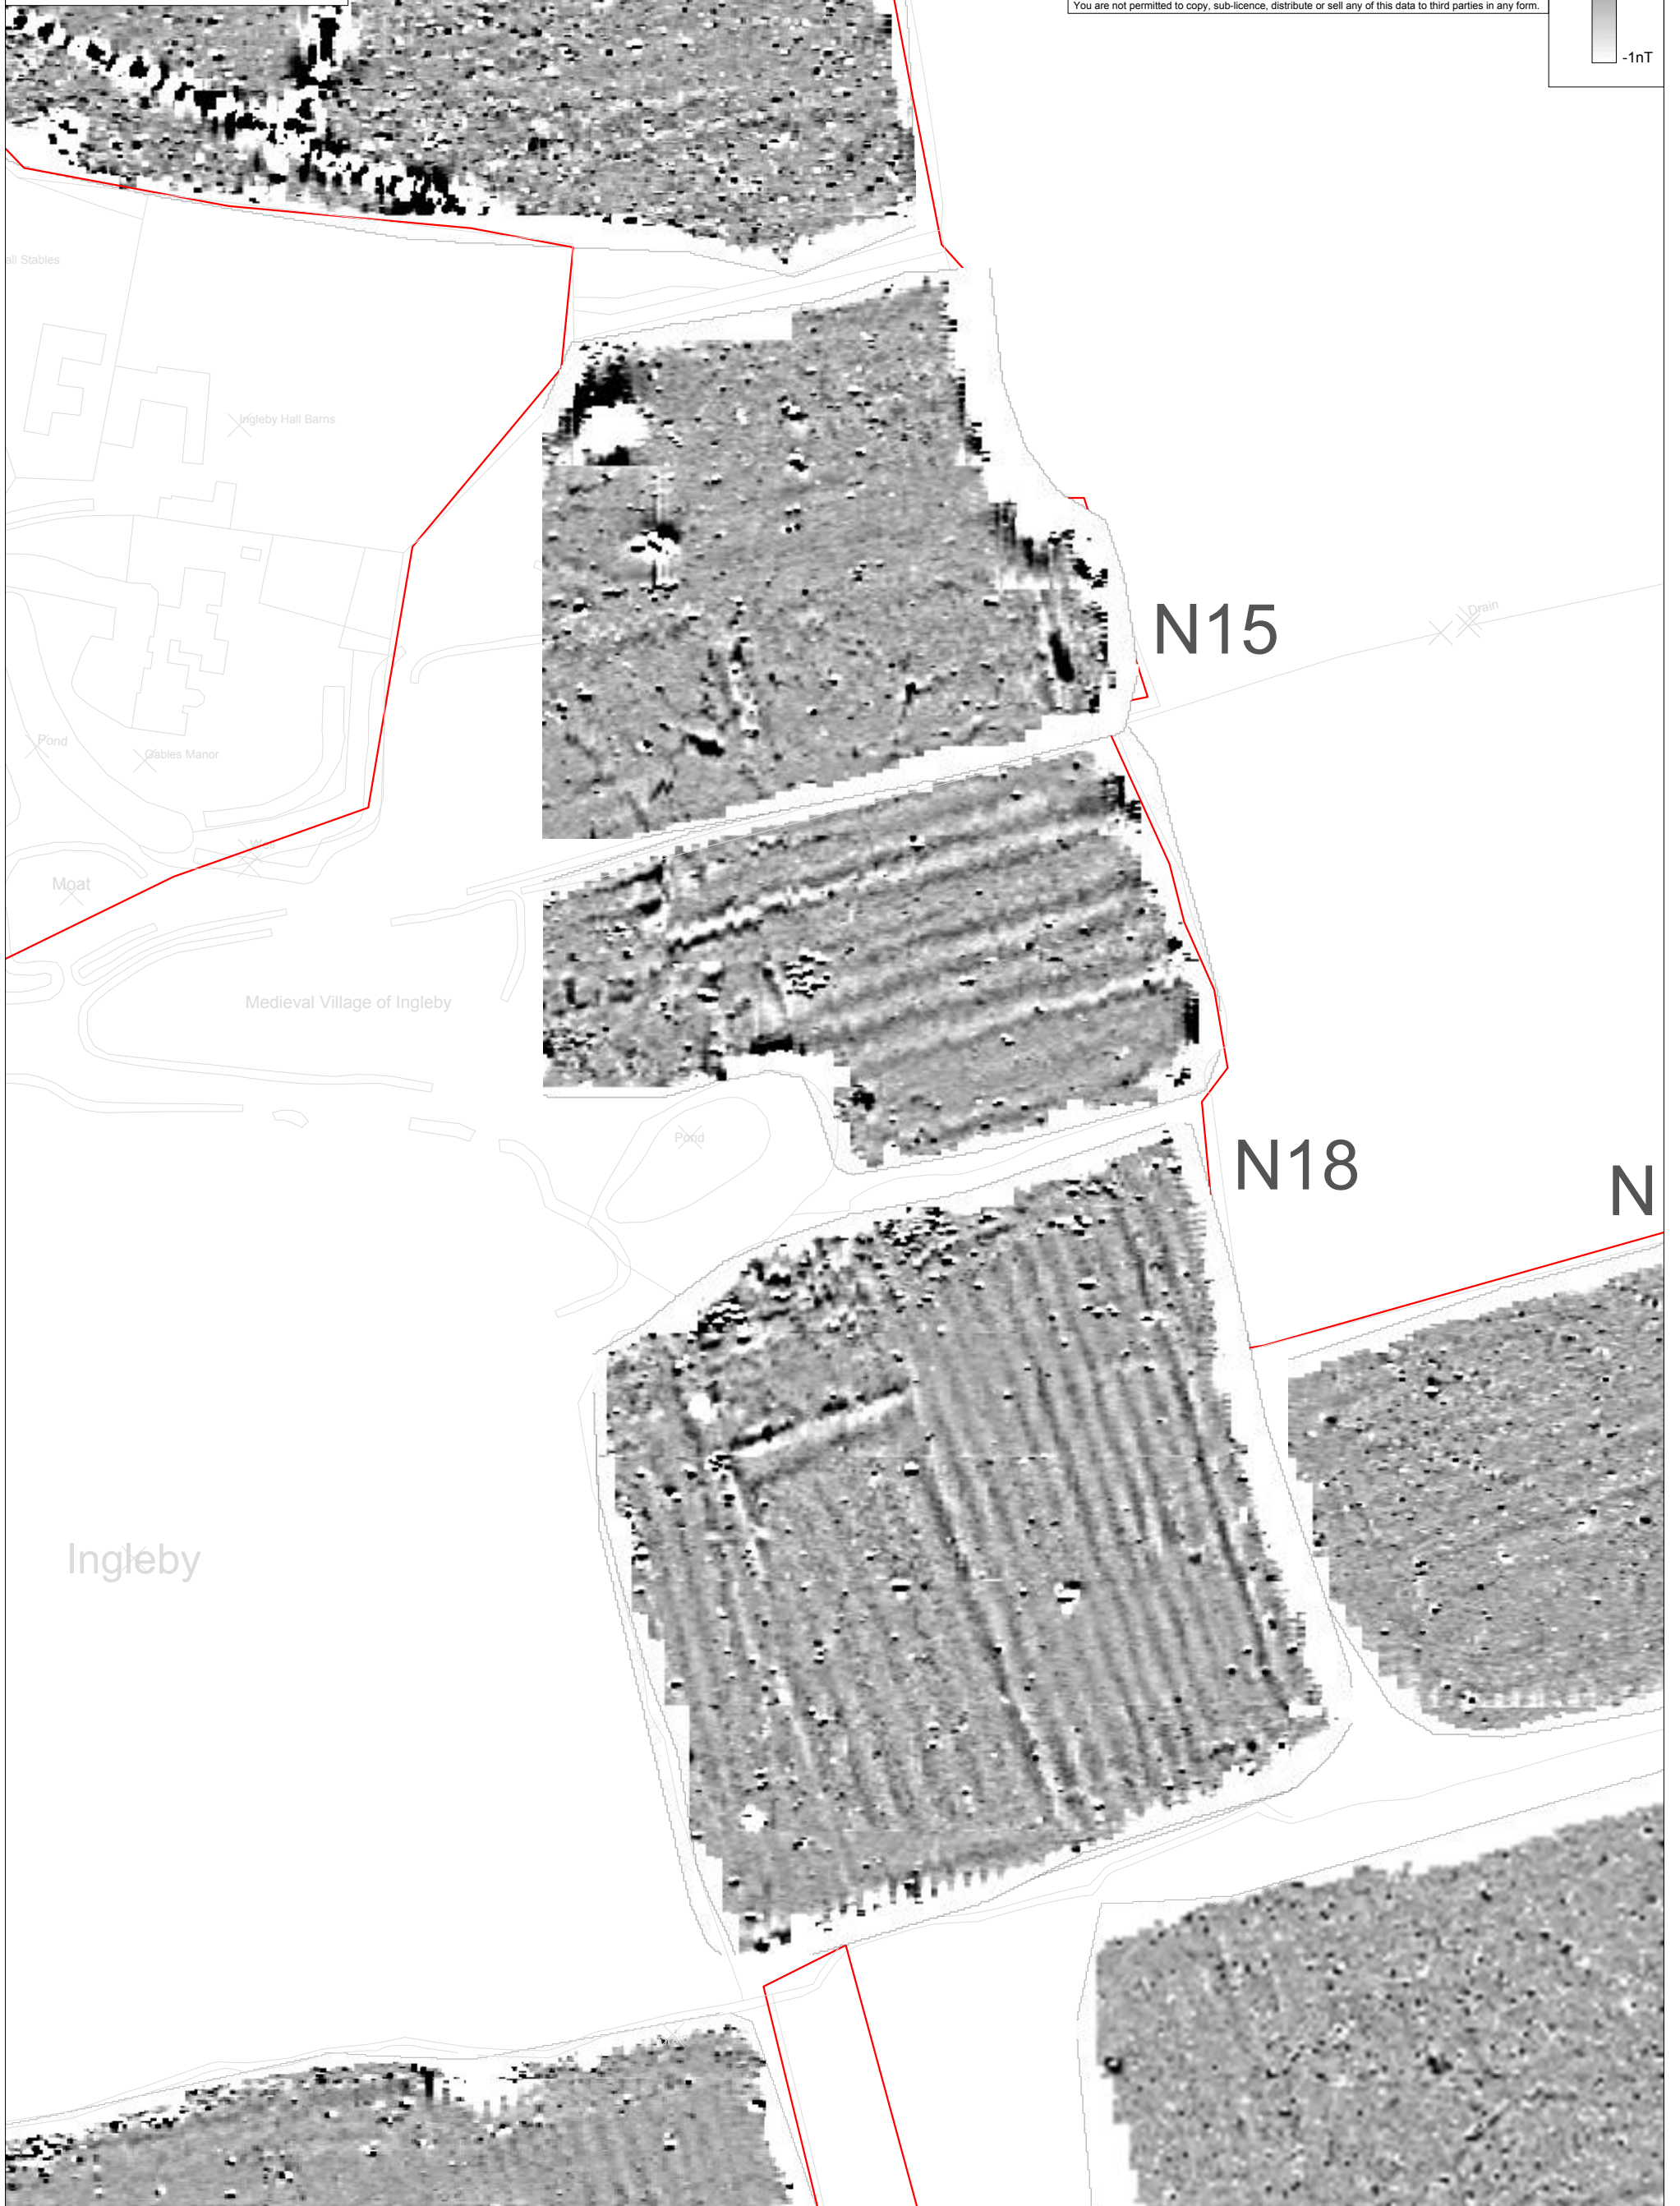 You are not permitted to copy, sub-licence, distribute or sell any of this data to third parties in any form.
-1nT
all Stables
Ingleby Hall Barns
N15
Drain
Pond
Gables Manor
Moat
Medieval Village of Ingleby
Pond
N18
N
Ingleby